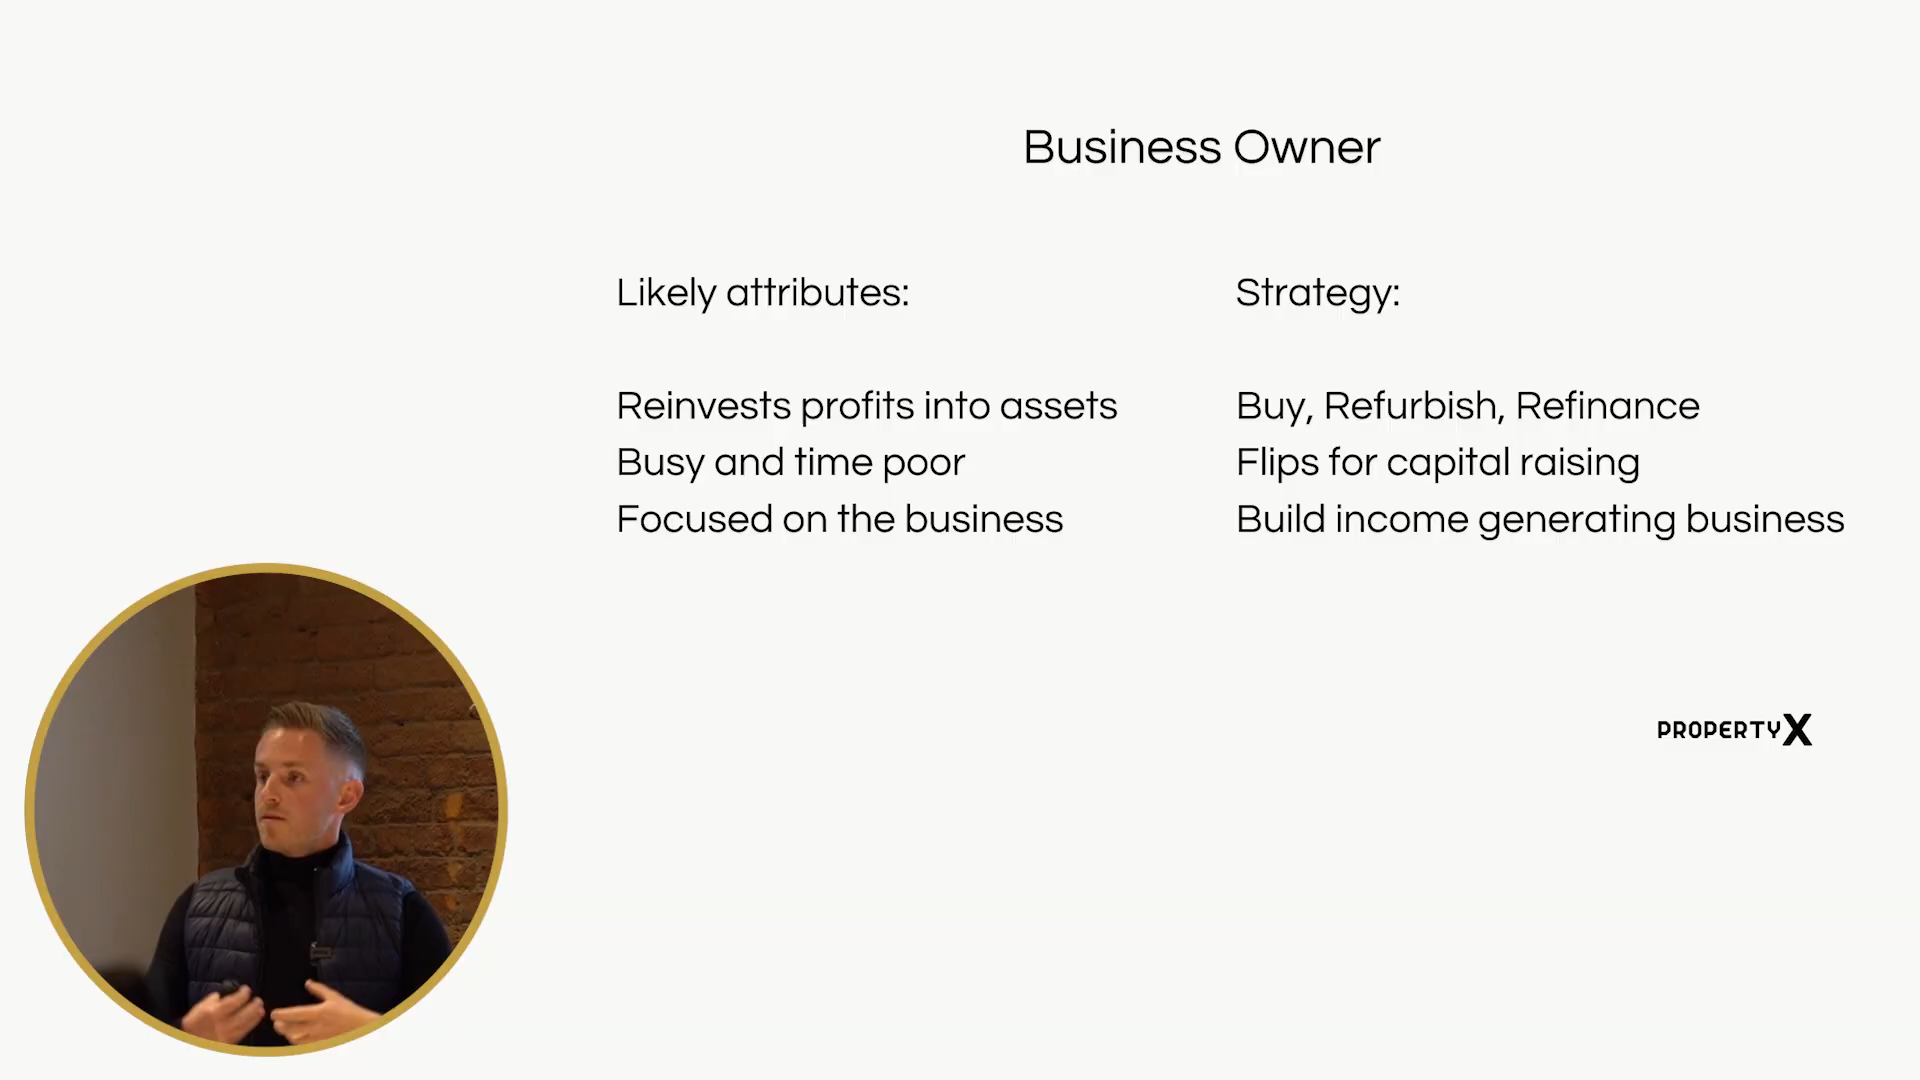 Business Owner
Likely attributes:
Reinvests profits into assets
Busy and time poor
Focused on the business
Strategy:
Buy, Refurbish, Refinance
Flips for capital raising
Build income generating business
PROPERTYX